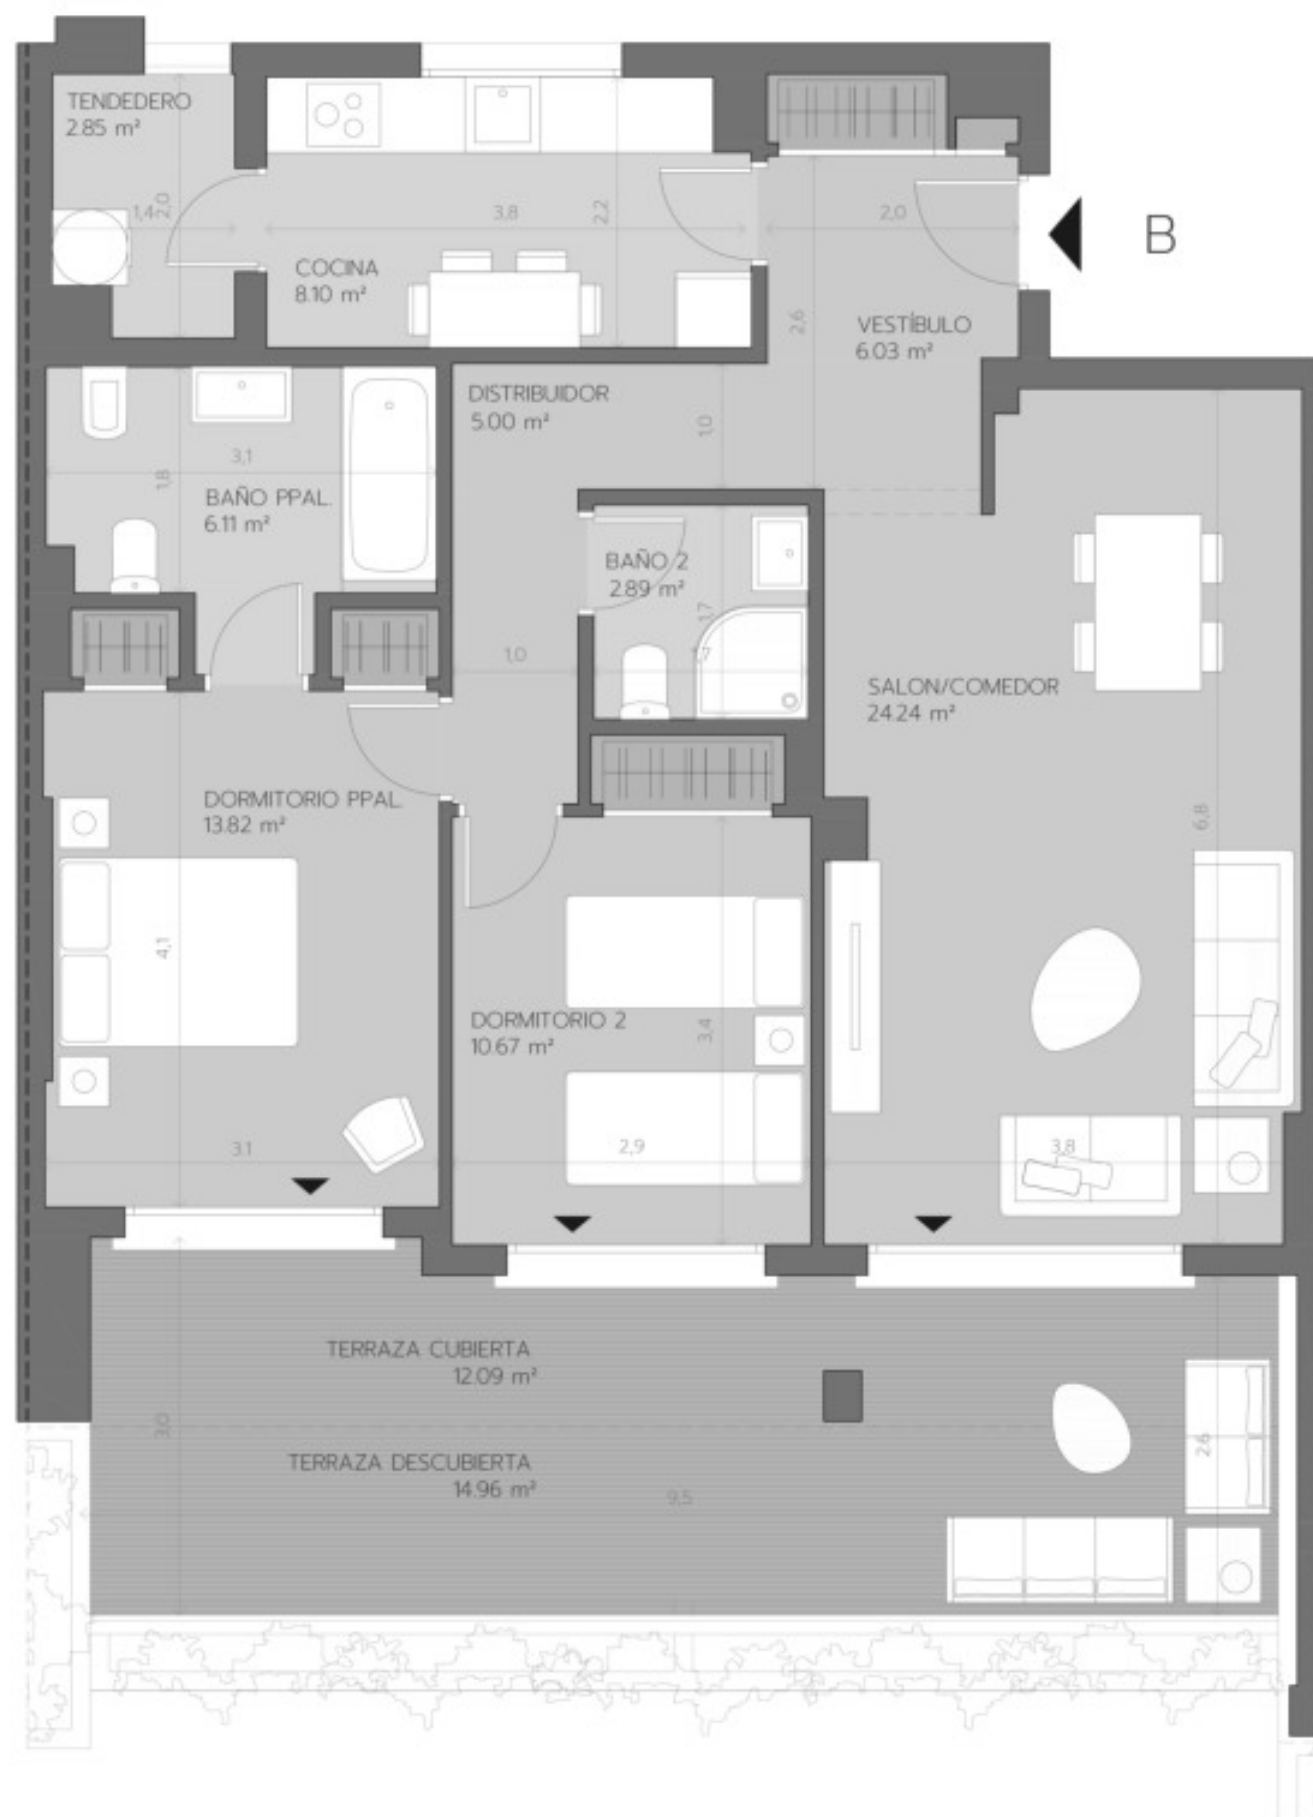 TENDEDERO
2.85 m²
1,4
2,0
3,8
2,2
COCINA
8.10 m²
2,0
B
2,6
VESTÍBULO
6.03 m²
DISTRIBUIDOR
5.00 m²
1,0
3,1
1,8
BAÑO PPAL.
6.11 m²
BAÑO 2
2.89 m²
1,7
1,7
1,0
SALON/COMEDOR
24.24 m²
DORMITORIO PPAL.
13.82 m²
6,8
4,1
DORMITORIO 2
10.67 m²
3,4
3.1
2,9
3,8
TERRAZA CUBIERTA
12.09 m²
3,0
TERRAZA DESCUBIERTA
14.96 m²
2.6
9,5